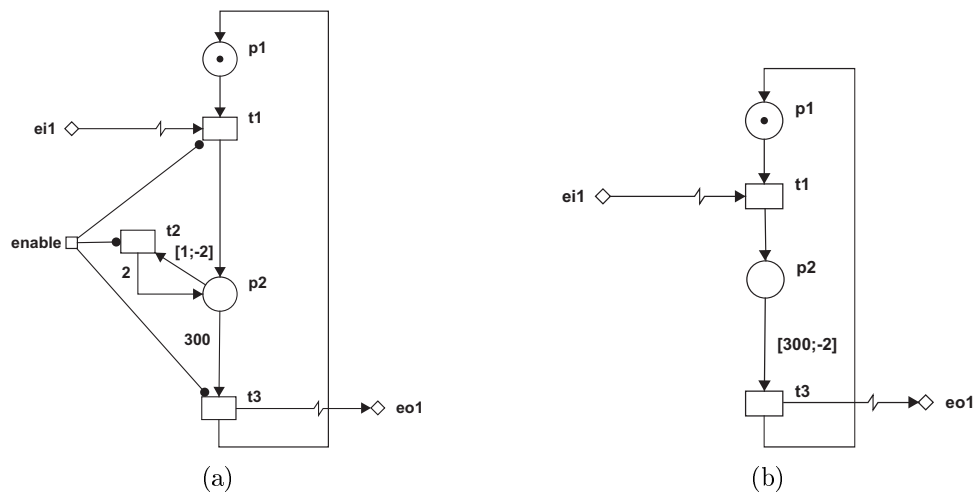 p1
t1
ei1
enable
t2
[1;-2]
2
p2
300
t3
eo1
(a)
p1
t1
ei1
p2
[300;-2]
t3
eo1
(b)